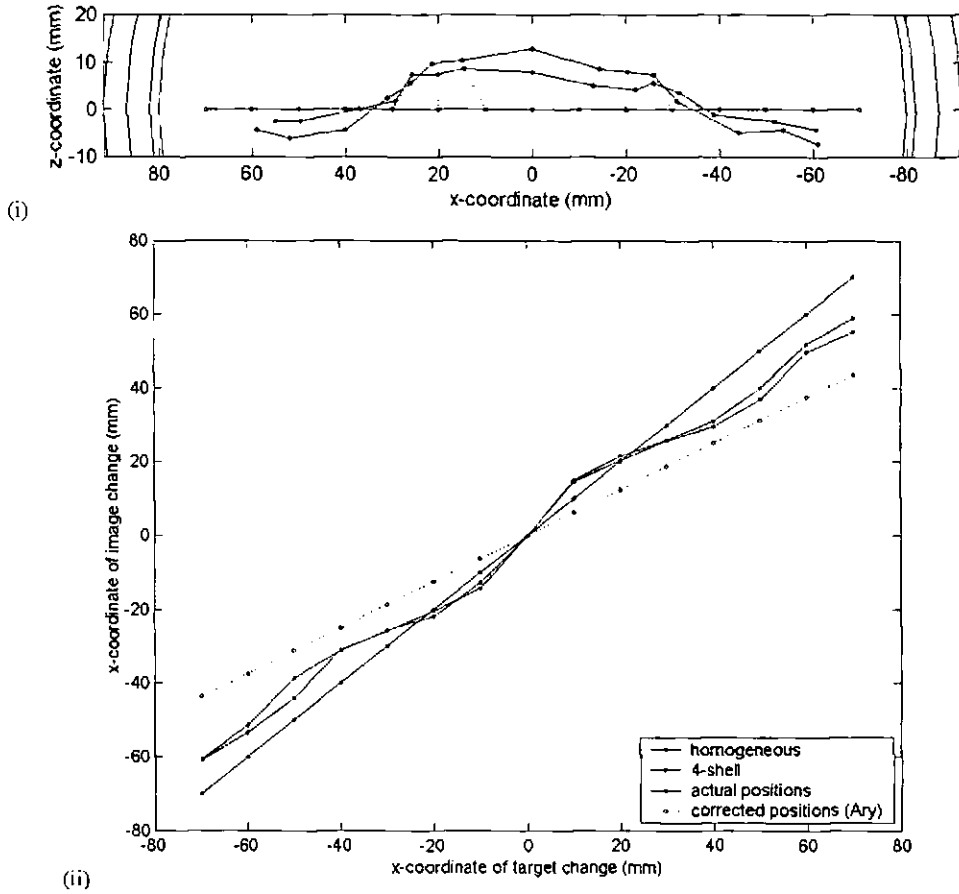 20
10
0
-10
z-coordinate (mm)
80 60 40 20 0 -20 -40 -60 -80
x-coordinate (mm)
(i)
80
60
40
20
0
-20
-40
-60
-80
x-coordinate of image change (mm)
-80 -60 -40 -20 0 20 40 60 80
x-coordinate of target change (mm)
homogeneous
4-shell
actual positions
corrected positions (Ary)
(ii)